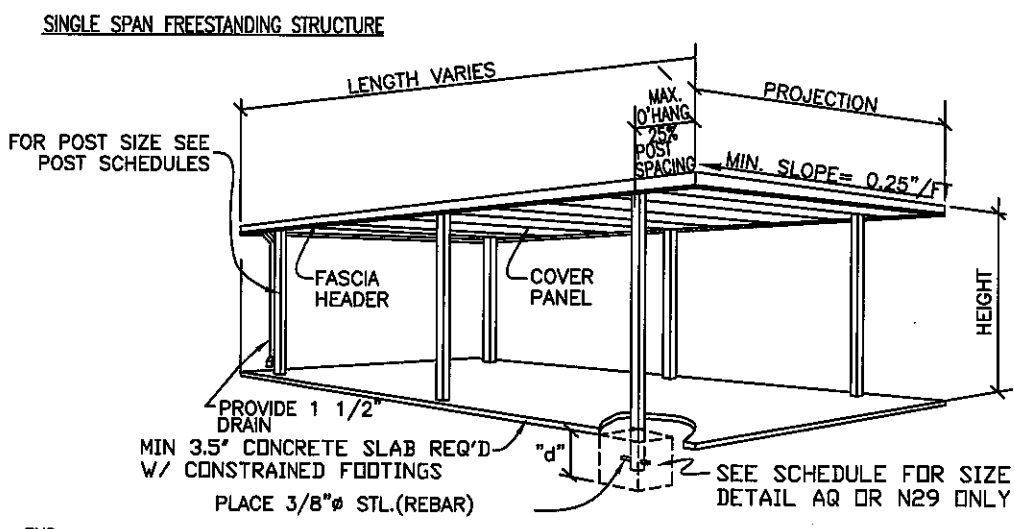 SINGLE SPAN FREESTANDING STRUCTURE
LENGTH VARIES
MAX.
O'HANG
25%
POST
SPACING
PROJECTION
MIN. SLOPE= 0.25"/FT
FOR POST SIZE SEE
POST SCHEDULES
FASCIA
HEADER
COVER
PANEL
HEIGHT
PROVIDE 1 1/2"
DRAIN
MIN 3.5" CONCRETE SLAB REQ'D
W/ CONSTRAINED FOOTINGS
"d"
PLACE 3/8"ø STL.(REBAR)
SEE SCHEDULE FOR SIZE
DETAIL AQ OR N29 ONLY